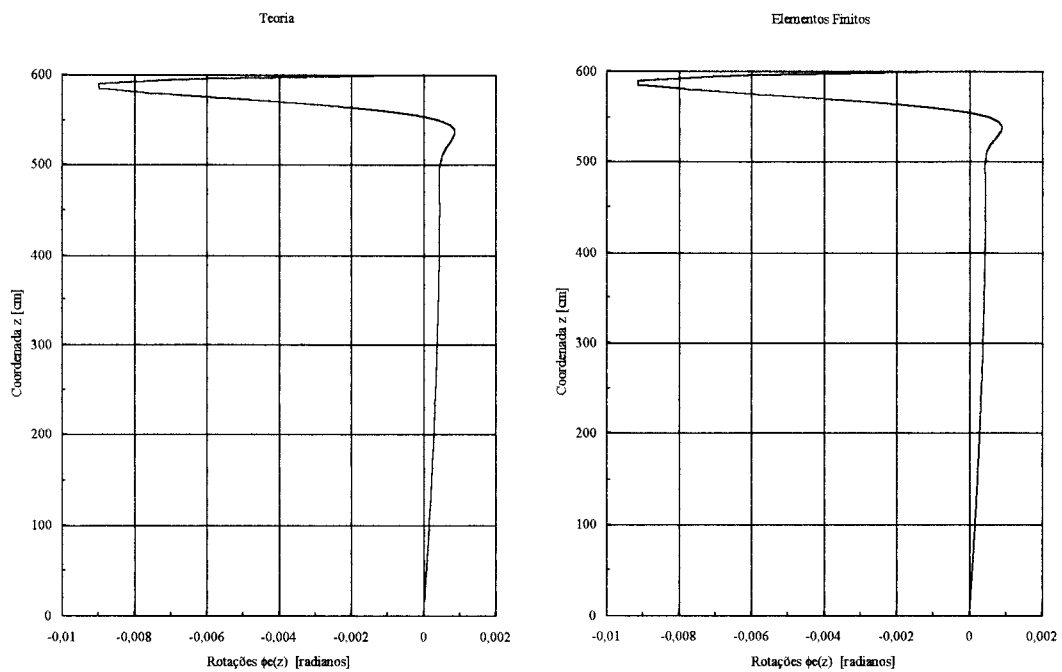 Teoria
600
500
400
300
200
100
0
Coordenada z [cm]
-0,01 -0,008 -0,006 -0,004 -0,002 0 0,002
Rotações ϕe(z) [radianos]
Elementos Finitos
600
500
400
300
200
100
0
Coordenada z [cm]
-0,01 -0,008 -0,006 -0,004 -0,002 0 0,002
Rotações ϕe(z) [radianos]